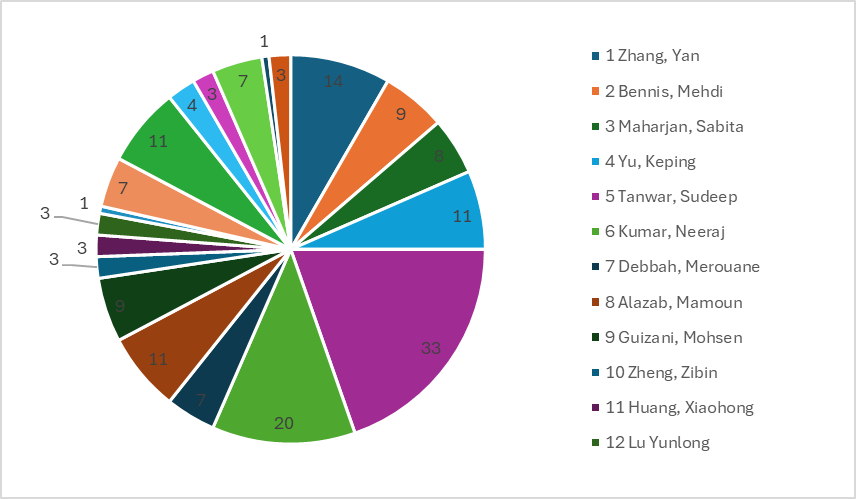 14
9
8
11
33
20
7
11
9
3
3
3
1
7
11
4
3
7
1
3
1 Zhang, Yan
2 Bennis, Mehdi
3 Maharjan, Sabita
4 Yu, Keping
5 Tanwar, Sudeep
6 Kumar, Neeraj
7 Debbah, Merouane
8 Alazab, Mamoun
9 Guizani, Mohsen
10 Zheng, Zibin
11 Huang, Xiaohong
12 Lu Yunlong